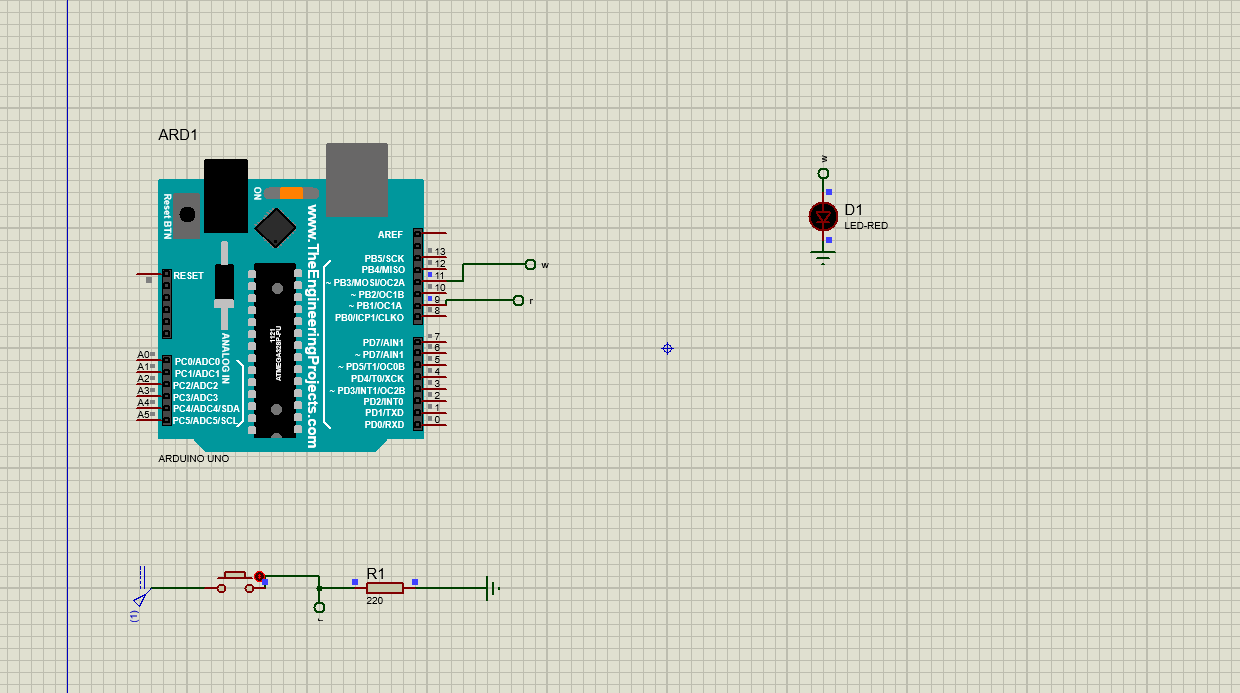 ARD1
ON
Reset BTN
www.TheEngineeringProjects.com
1121
ATMEGA328P-PU
ANALOG IN
RESET
A0 PC0/ADC0
A1 PC1/ADC1
A2 PC2/ADC2
A3 PC3/ADC3
A4 PC4/ADC4/SDA
A5 PC5/ADC5/SCL
AREF
PB5/SCK 13
PB4/MISO 12
~ PB3/MOSI/OC2A 11
~ PB2/OC1B 10
~ PB1/OC1A 9
PB0/ICP1/CLKO 8
PD7/AIN1 7
~ PD7/AIN1 6
~ PD5/T1/OC0B 5
PD4/T0/XCK 4
~ PD3/INT1/OC2B 3
PD2/INT0 2
PD1/TXD 1
PD0/RXD 0
ARDUINO UNO
w
r
w
D1
LED-RED
(1)
R1
220
r